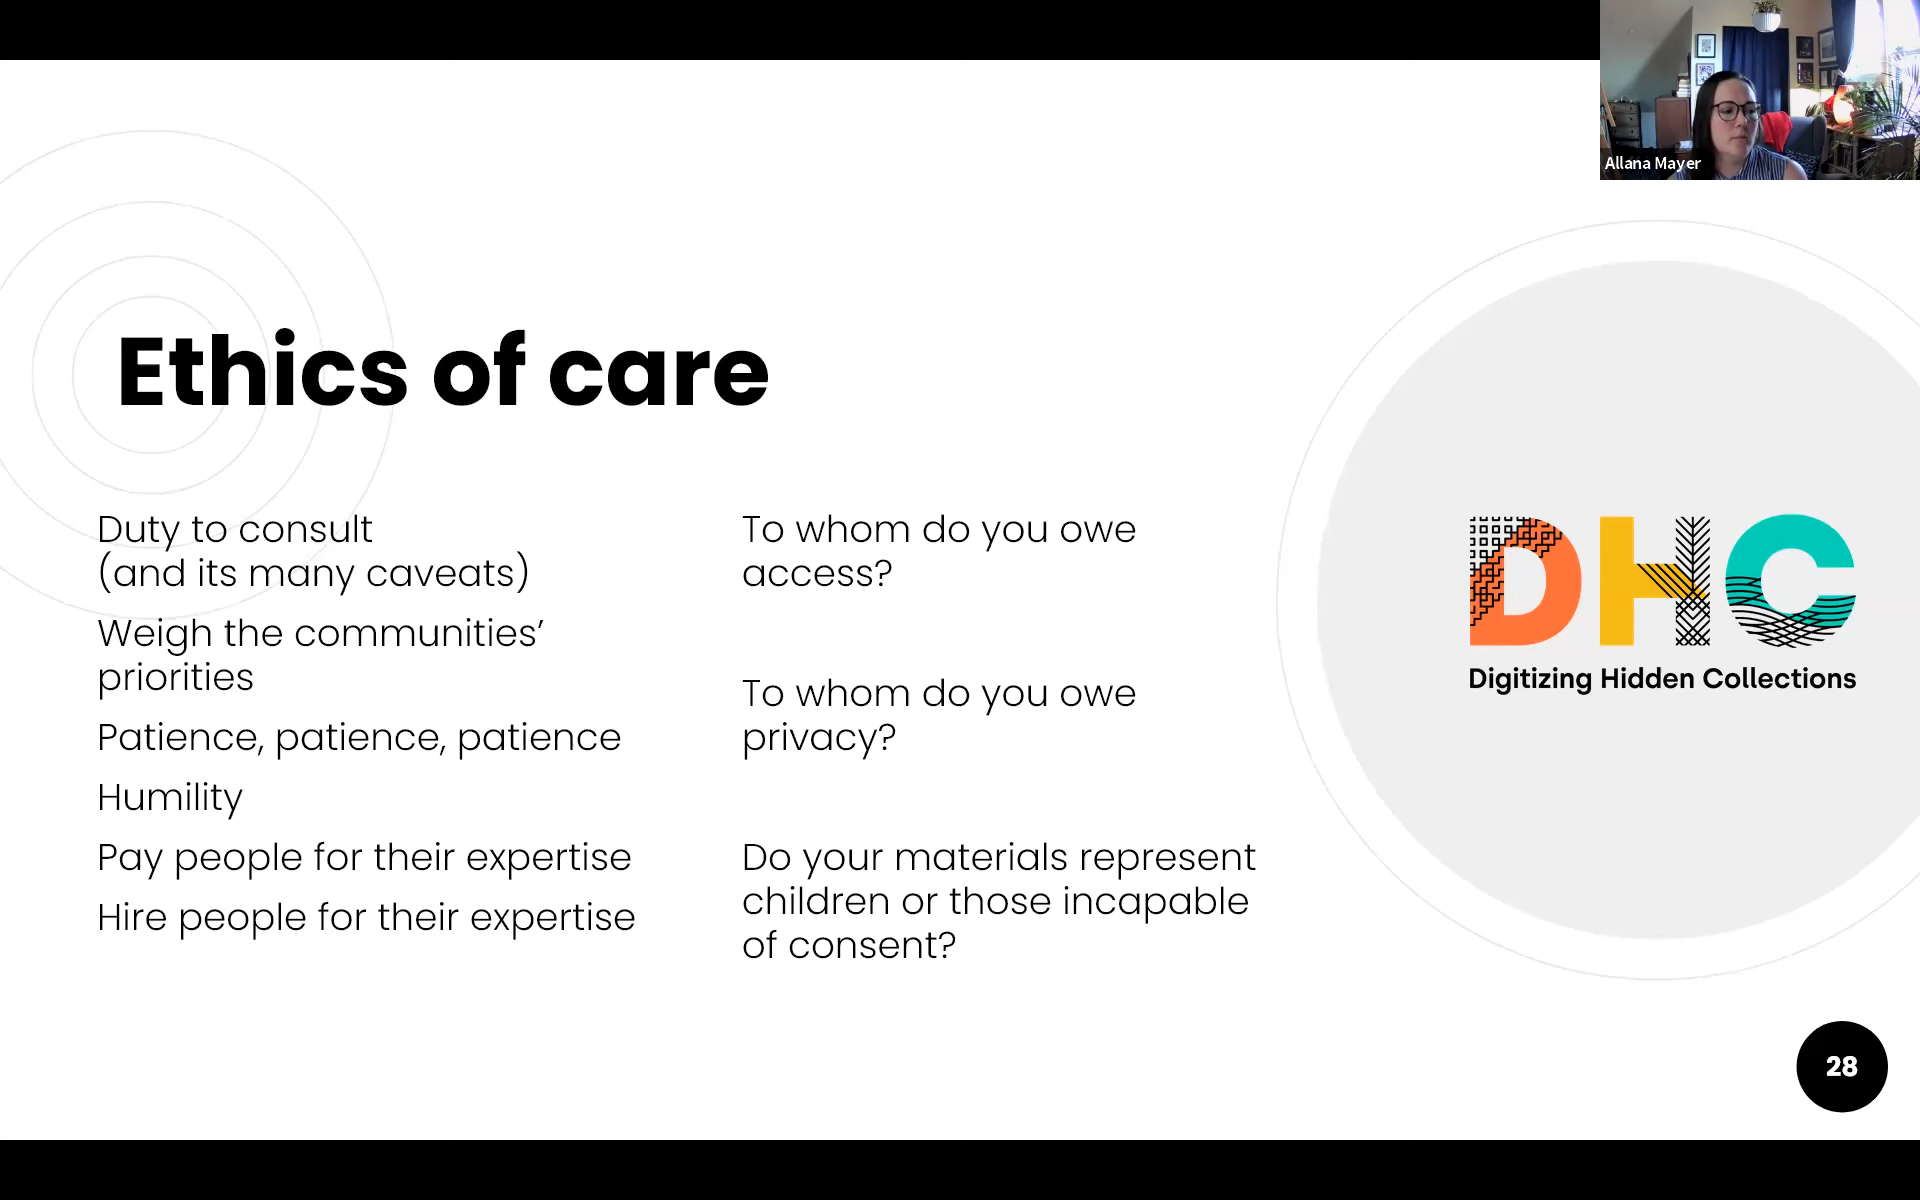 Allana Mayer
Ethics of care
Duty to consult
(and its many caveats)
Weigh the communities’
priorities
Patience, patience, patience
Humility
Pay people for their expertise
Hire people for their expertise
To whom do you owe
access?
To whom do you owe
privacy?
Do your materials represent
children or those incapable
of consent?
DHC
Digitizing Hidden Collections
28